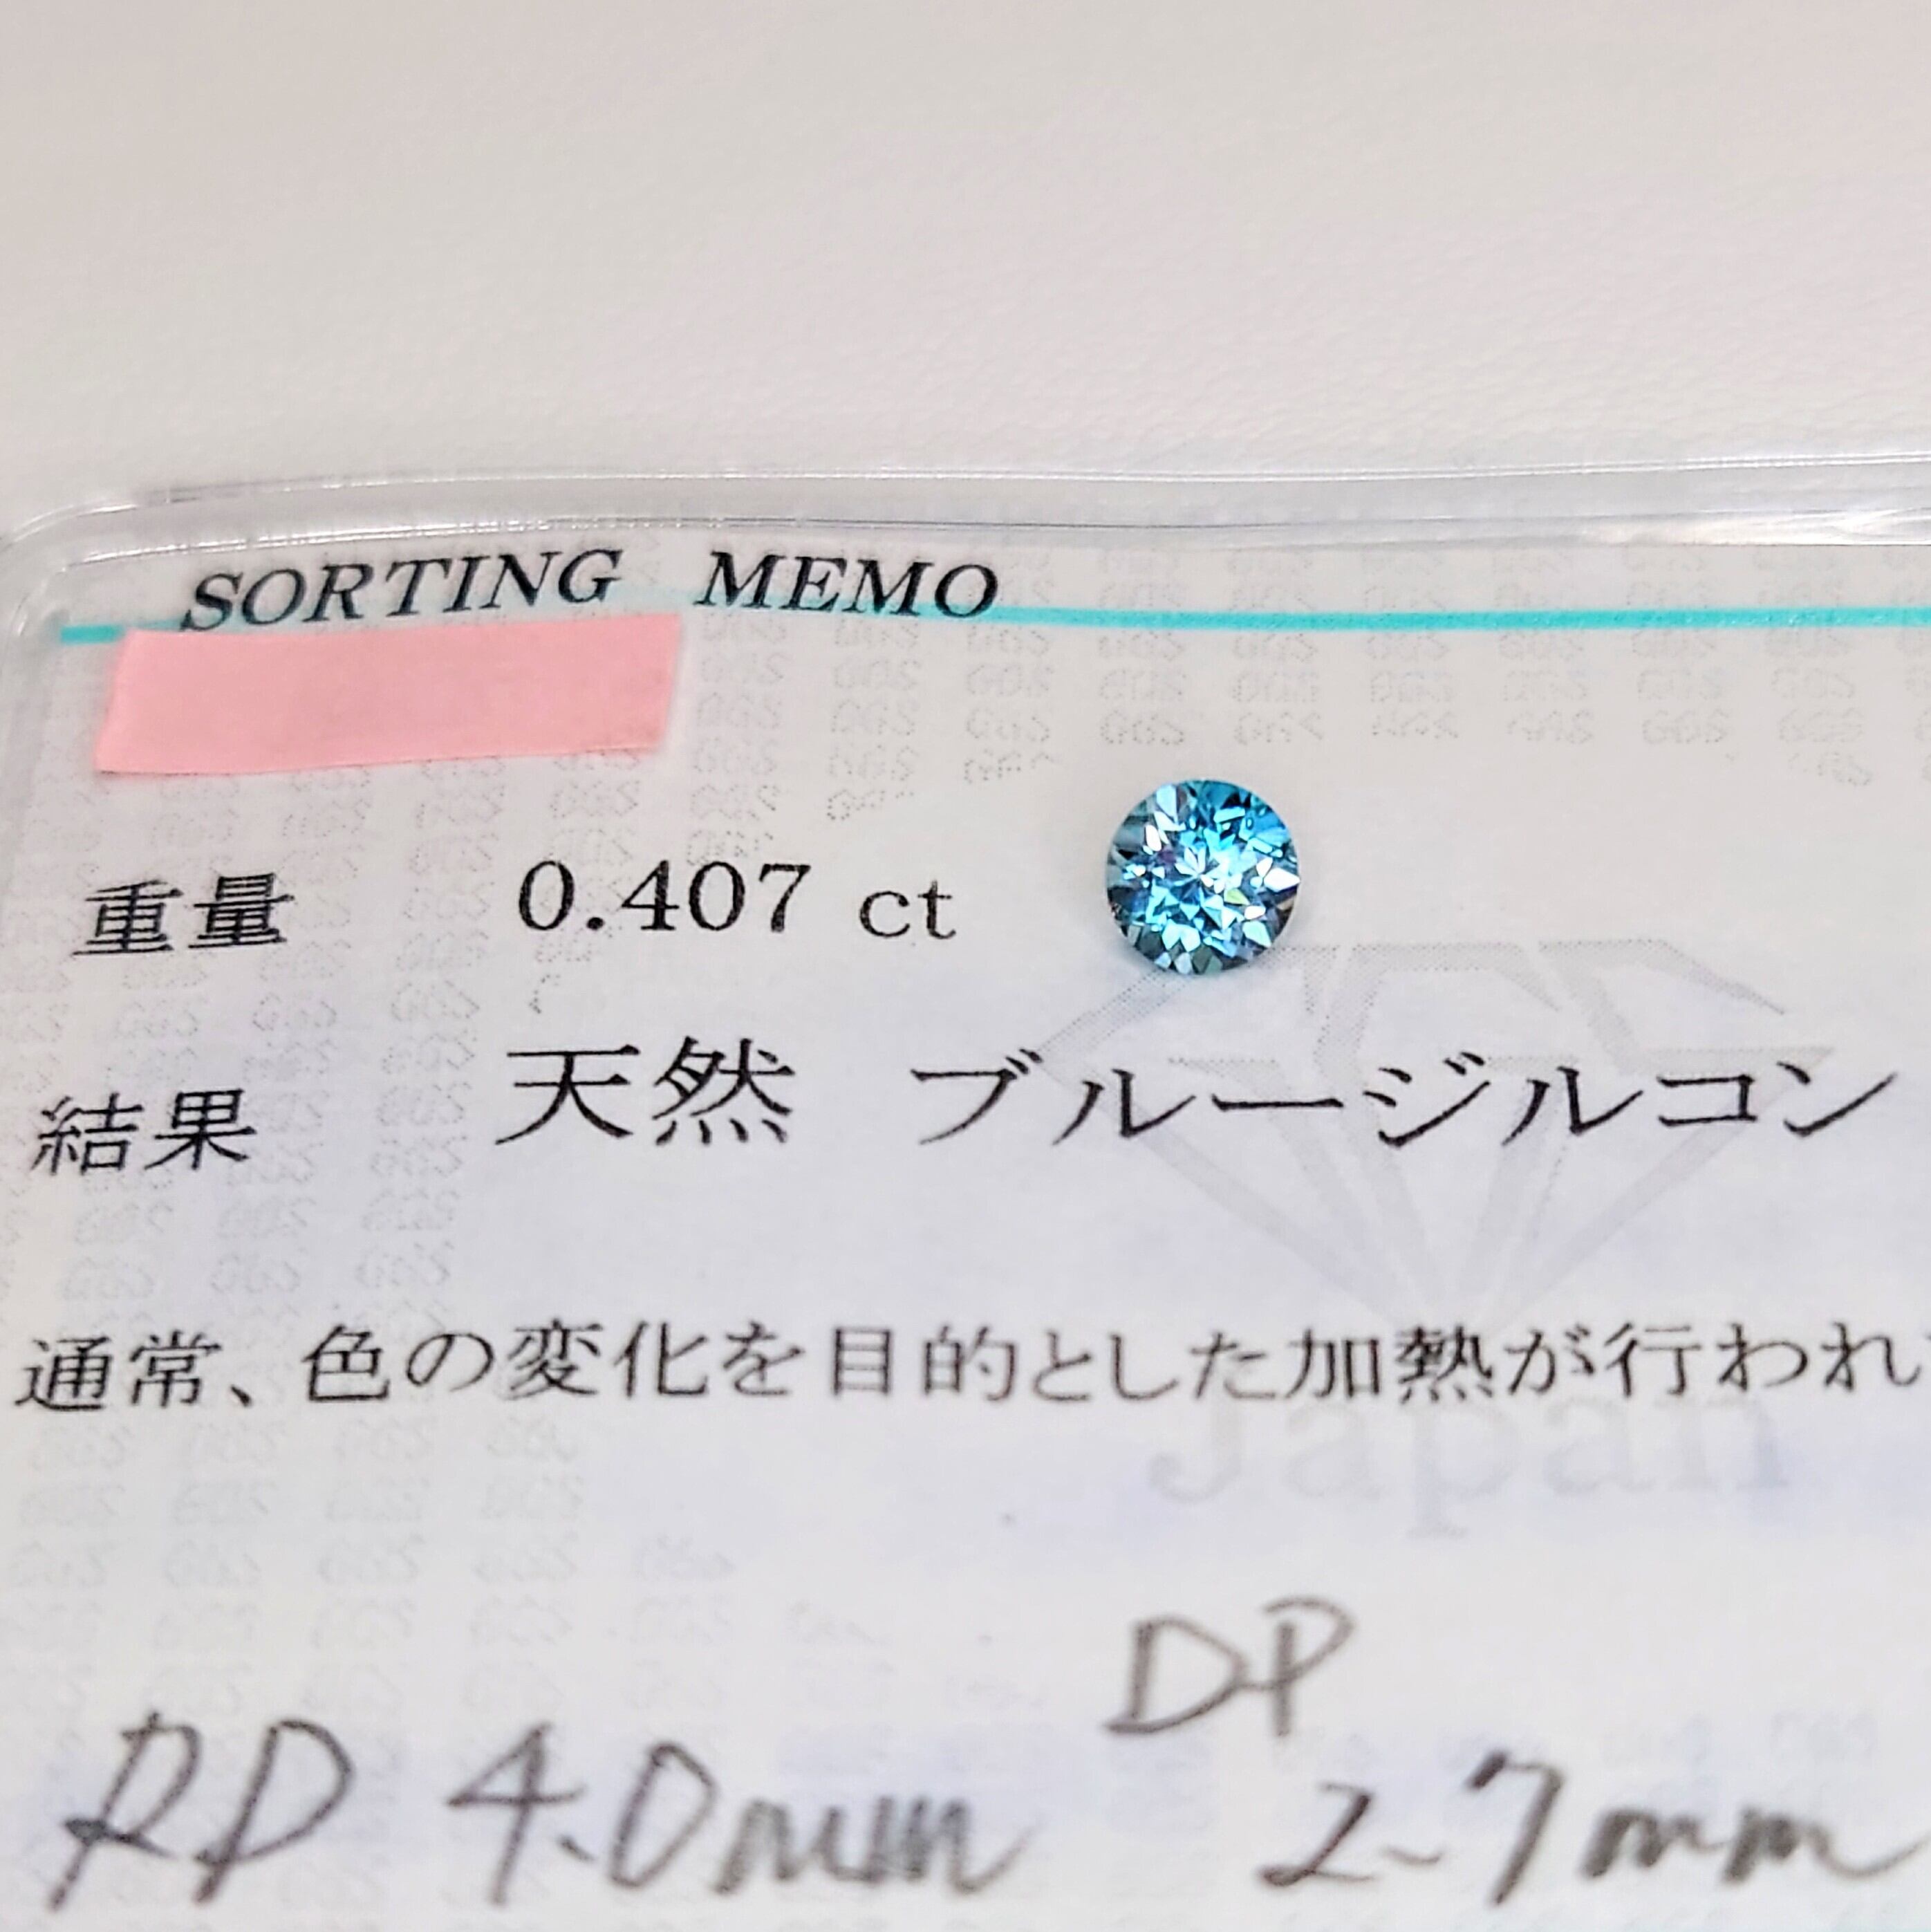 SORTING MEMO
重量 0.407 ct
結果 天然 ブルージルコン
通常、色の変化を目的とした加熱が行われ
Japan
DP
RD 4.0mm 2.7mm